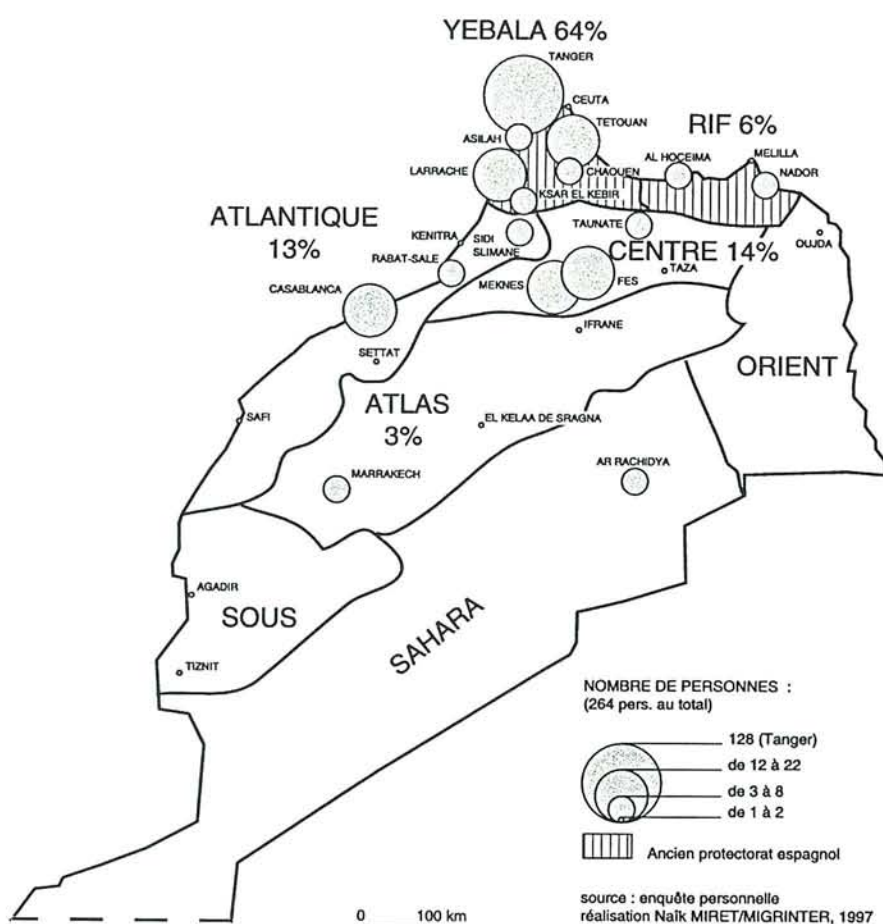 YEBALA 64%
TANGER
CEUTA
TETOUAN
ASILAH
RIF 6%
AL HOCEIMA
MELILLA
NADOR
LARRACHE
CHAOUEN
KSAR EL KEBIR
ATLANTIQUE
13%
KENITRA
SIDI
SLIMANE
TAUNATE
CENTRE 14%
OUJDA
RABAT-SALE
TAZA
MEKNES
FES
CASABLANCA
IFRANE
SETTAT
ORIENT
ATLAS
3%
SAFI
EL KELAA DE SRAGNA
MARRAKECH
AR RACHIDYA
AGADIR
SOUS
SAHARA
TIZNIT
NOMBRE DE PERSONNES :
(264 pers. au total)
128 (Tanger)
de 12 à 22
de 3 à 8
de 1 à 2
Ancien protectorat espagnol
0 100 km
source : enquête personnelle
réalisation Naïk MIRET/MIGRINTER, 1997